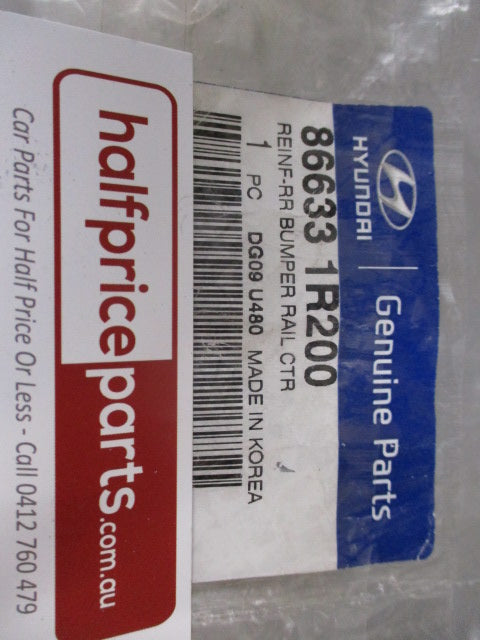 HYUNDAI | Genuine Parts
86633 1R200
REINF-RR BUMPER RAIL CTR
1 PC DG09 U480 MADE IN KOREA
halfpriceparts.com.au
Car Parts For Half Price Or Less - Call 0412 760 479